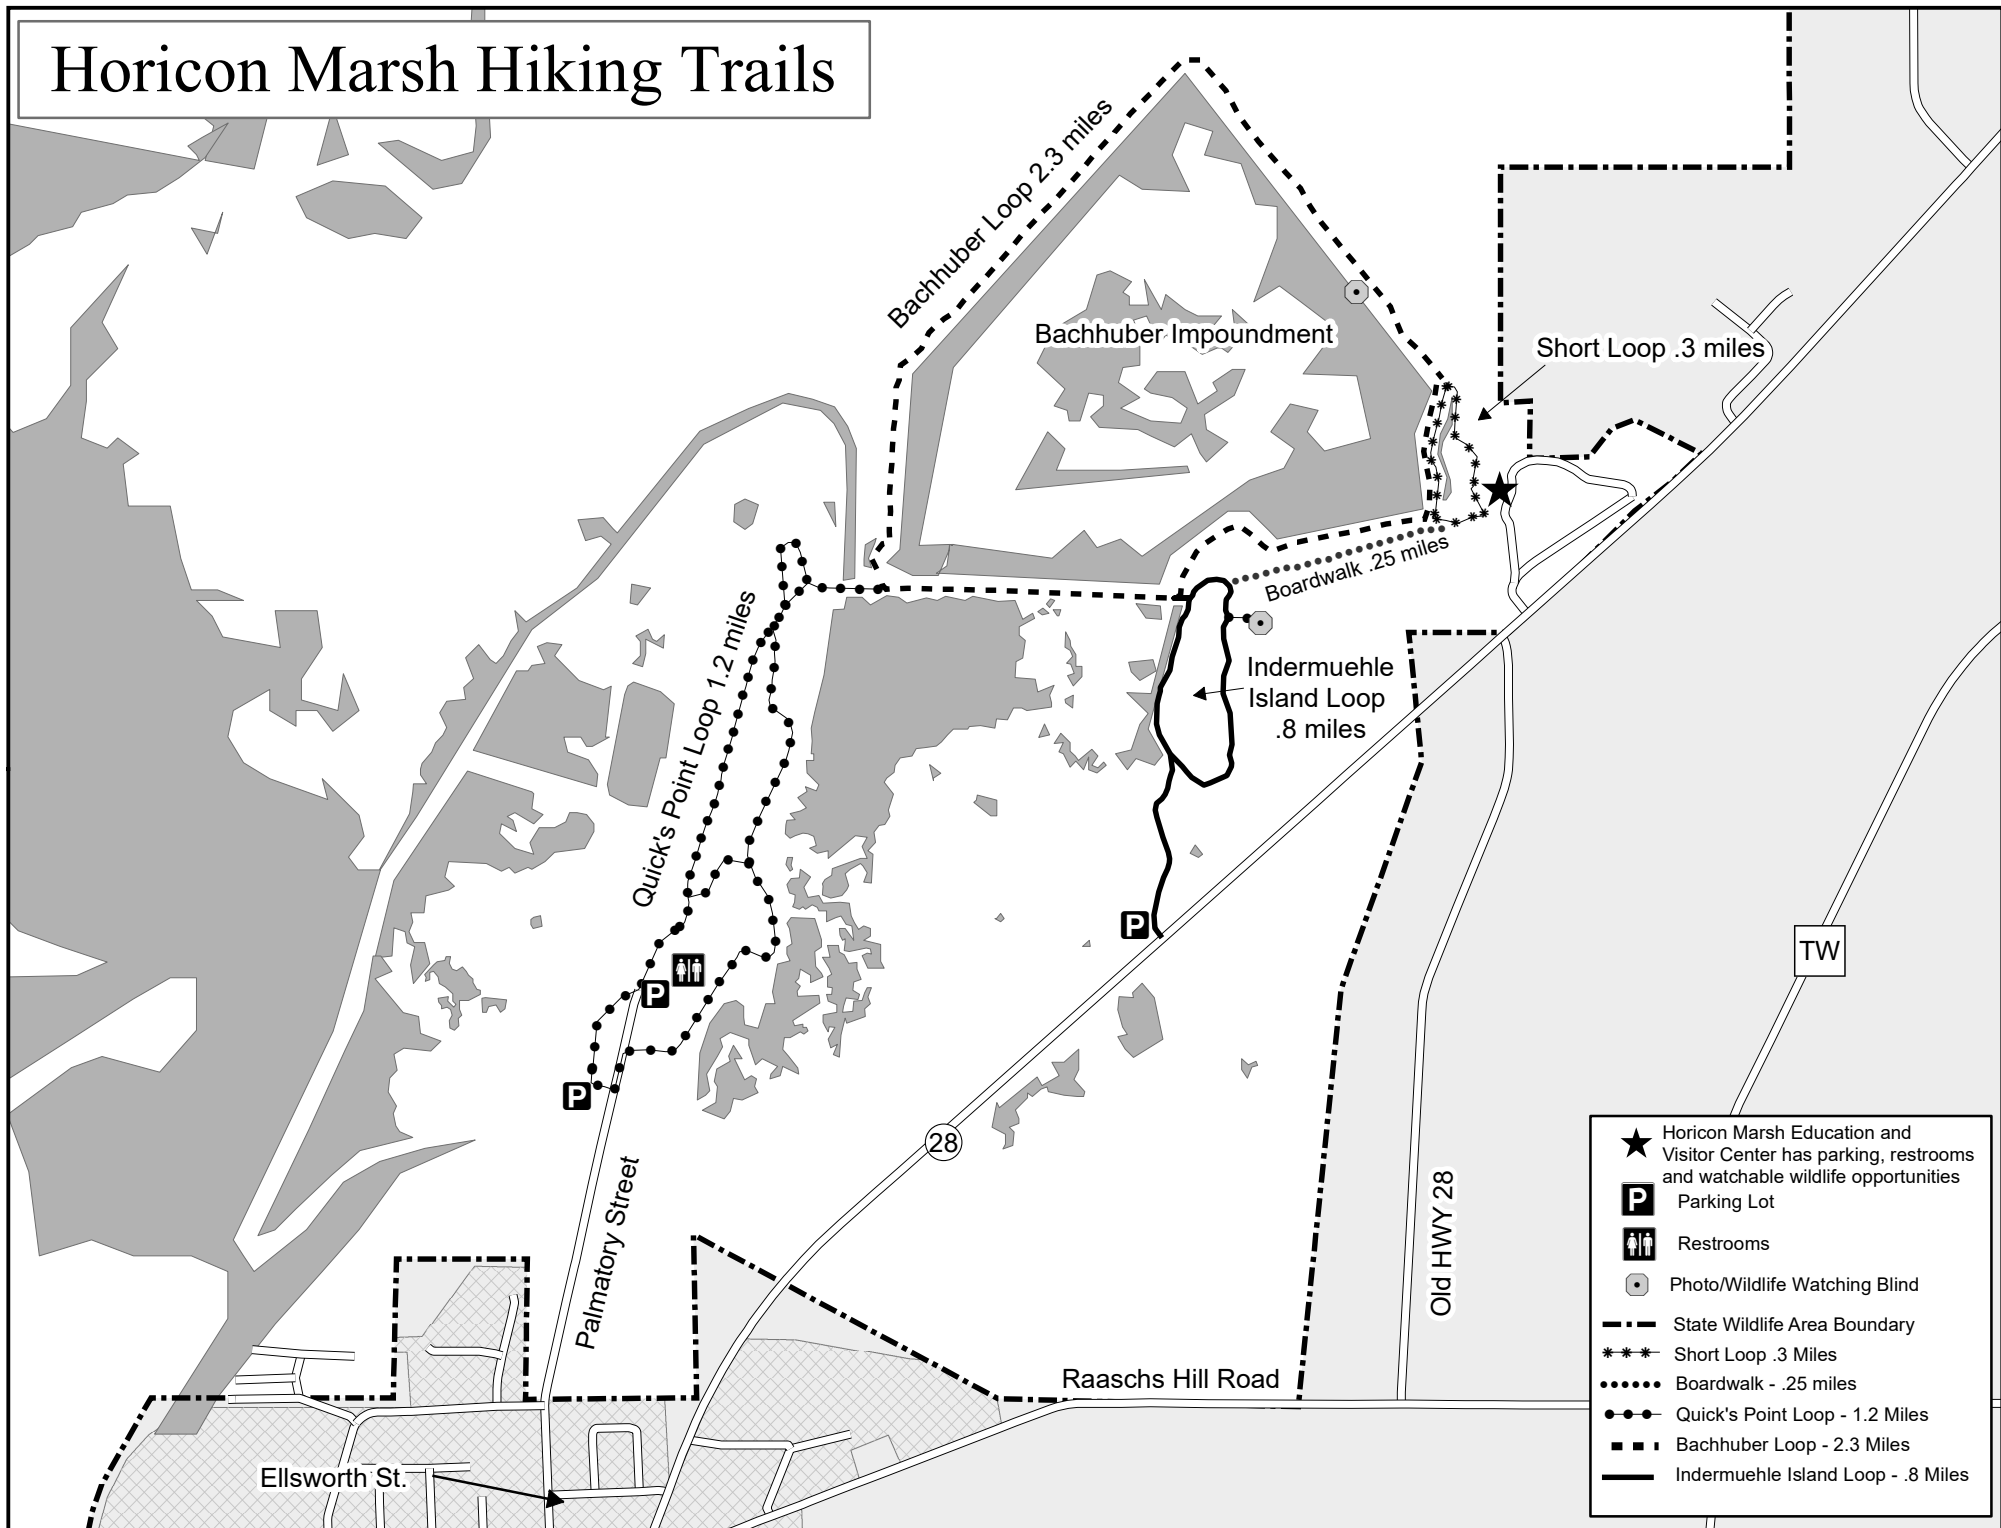 Horicon Marsh Hiking Trails
Bachhuber Loop 2.3 miles
Bachhuber Impoundment
Short Loop .3 miles
Boardwalk .25 miles
Quick's Point Loop 1.2 miles
Indermuehle
Island Loop
.8 miles
P
P
P
TW
28
Palmatory Street
Old HWY 28
Raaschs Hill Road
Ellsworth St.
Horicon Marsh Education and
Visitor Center has parking, restrooms
and watchable wildlife opportunities
P
Parking Lot
Restrooms
Photo/Wildlife Watching Blind
State Wildlife Area Boundary
Short Loop .3 Miles
Boardwalk - .25 miles
Quick's Point Loop - 1.2 Miles
Bachhuber Loop - 2.3 Miles
Indermuehle Island Loop - .8 Miles